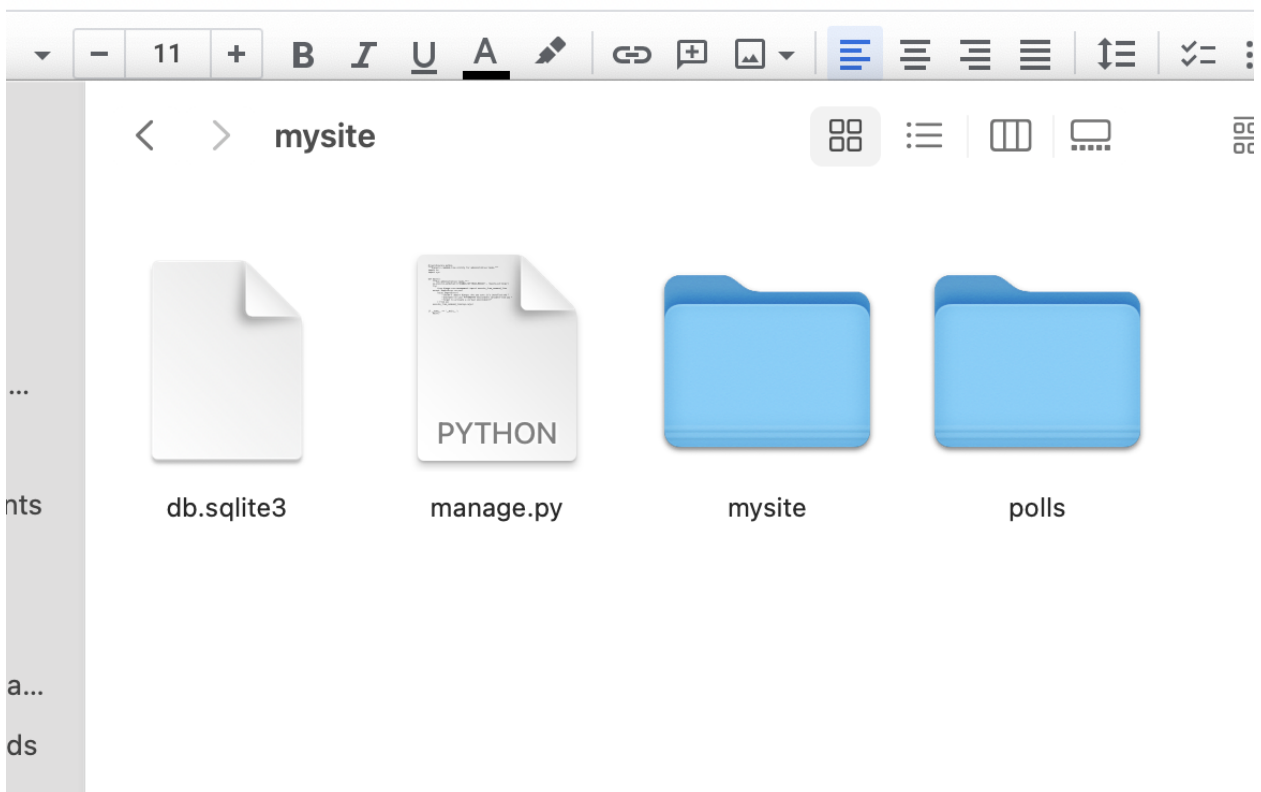 11
B I U A
mysite
...
PYTHON
nts
db.sqlite3 manage.py mysite polls
a...
ds